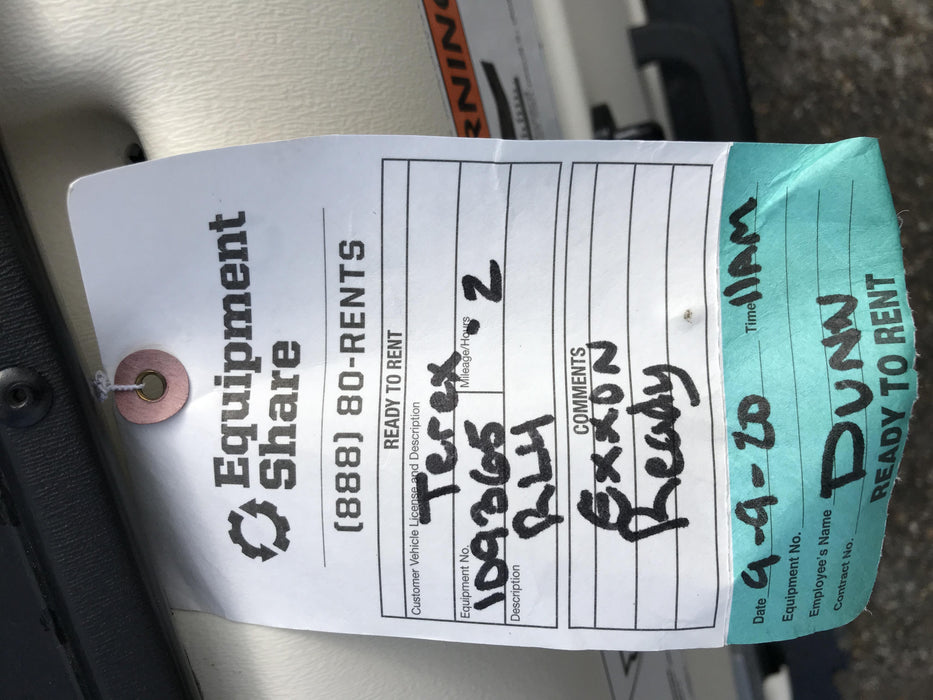 RNING
Equipment
Share
(888) 80-RENTS
READY TO RENT
Customer Vehicle License and Description
Terex
Equipment No. 109365 Mileage/Hours .2
Description RL4
COMMENTS
Exxon
Ready
Date 9-9-20 Time 11AM
Equipment No.
Employee's Name DUNN
Contract No.
READY TO RENT